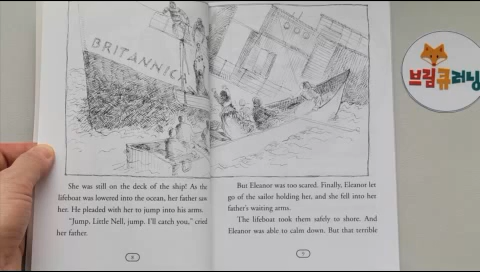 BRITANNICA
She was still on the deck of the ship! As the
lifeboat was lowered into the ocean, her father saw
her. He pleaded with her to jump into his arms.
"Jump, Little Nell, jump. I'll catch you," cried
her father.
8
But Eleanor was too scared. Finally, Eleanor let
go of the sailor holding her, and she fell into her
father's waiting arms.
The lifeboat took them safely to shore. And
Eleanor was able to calm down. But that terrible
9
브림큐
러닝